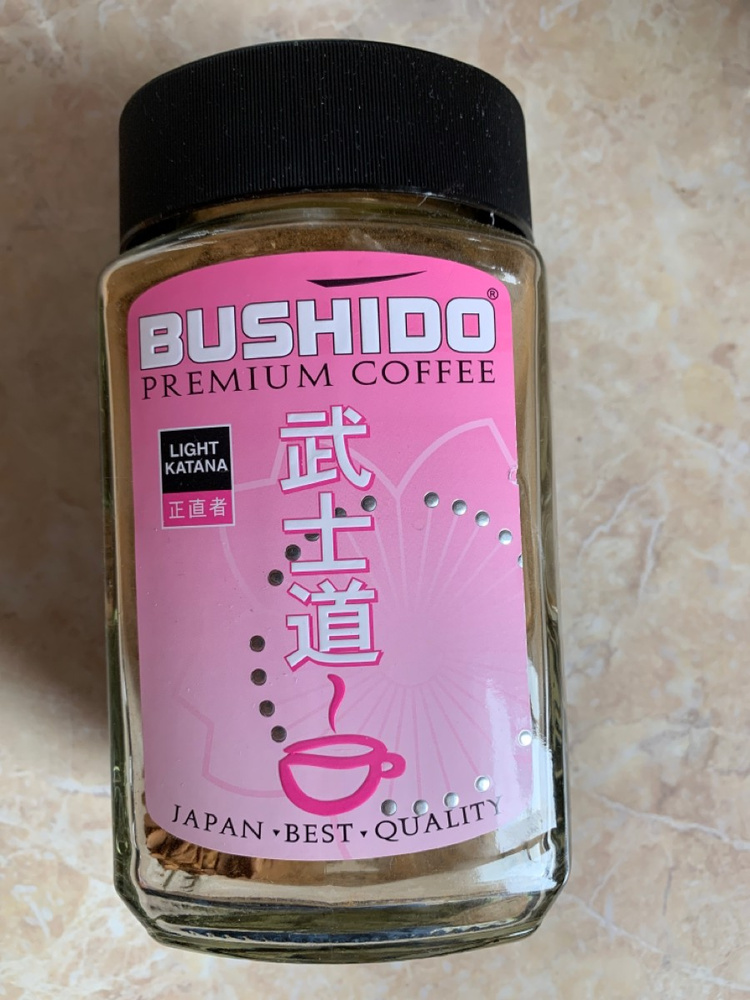 BUSHIDO®
PREMIUM COFFEE
LIGHT
KATANA
正直者
武
士
道
JAPAN ▾ BEST ▾ QUALITY